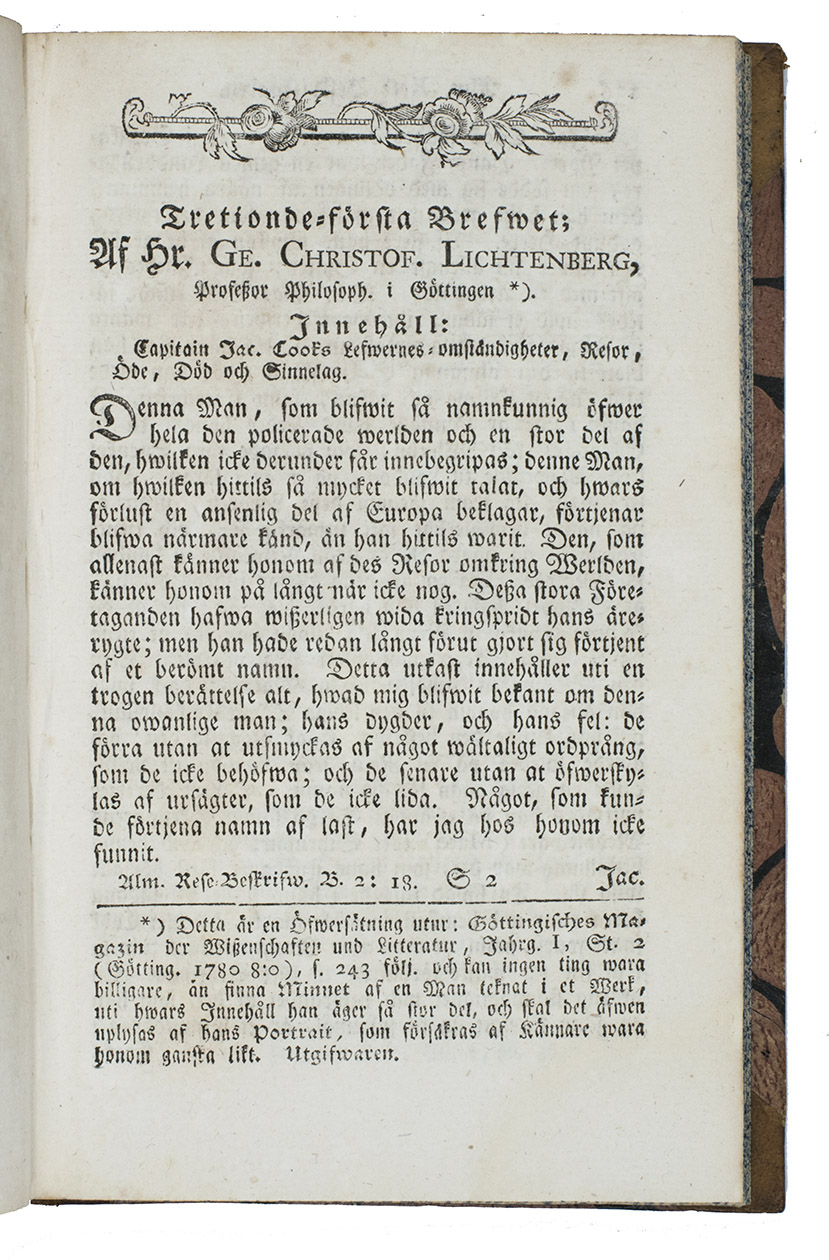 Tretionde-första Brefwet;
Af Hr. GE. CHRISTOF. LICHTENBERG,
Profeßor Philosoph. i Göttingen *).
Innehåll:
Capitain Jac. Cooks Lefwernes-omständigheter, Resor,
Öde, Död och Sinnelag.
Denna Man, som blifwit så namnkunnig öfwer
hela den policerade werlden och en stor del af
den, hwilken icke derunder får innebegripas; denne Man,
om hwilken hittils så mycket blifwit talat, och hwars
förlust en ansenlig del af Europa beklagar, förtjenar
blifwa närmare känd, än han hittils warit. Den, som
allenast känner honom af des Resor omkring Werlden,
känner honom på långt när icke nog. Deßa stora Före-
taganden hafwa wißerligen wida kringspridt hans äre-
rygte; men han hade redan långt förut gjort sig förtjent
af et berömt namn. Detta utkast innehåller uti en
trogen berättelse alt, hwad mig blifwit bekant om den-
na owanlige man; hans dygder, och hans fel: de
förra utan at utsmyckas af något wältaligt ordprång,
som de icke behöfwa; och de senare utan at öfwersky-
las af ursägter, som de icke lida. Något, som kun-
de förtjena namn af last, har jag hos honom icke
funnit.
Alm. Rese-Beskrifw. B. 2: 18. S 2 Jac.
*) Detta är en Öfwersätning utur: Göttingisches Ma-
gazin der Wißenschaften und Litteratur, Jahrg. I, St. 2
(Götting. 1780 8:0), s. 243 följ. och kan ingen ting wara
billigare, än finna Minnet af en Man teknat i et Werk,
uti hwars Innehåll han äger så stor del, och skal det äfwen
uplysas af hans Portrait, som försäkras af Kännare wara
honom ganska likt. Utgifwaren.